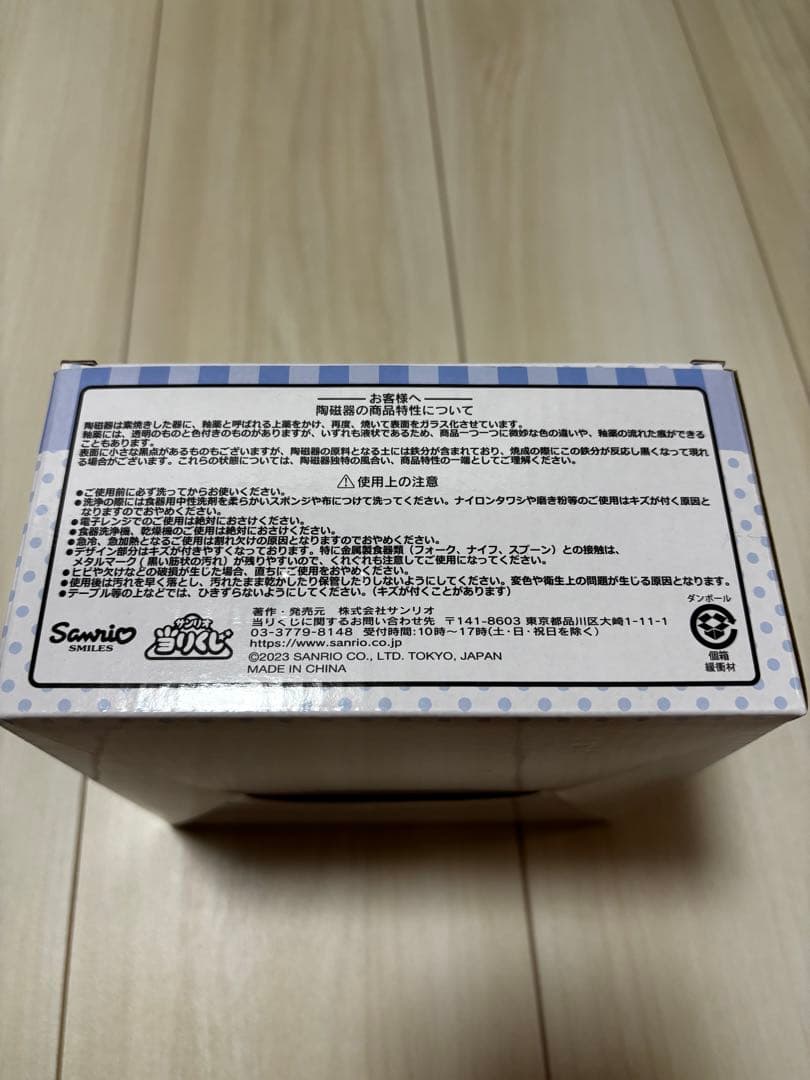 お客様へ
陶磁器の商品特性について
陶磁器は素焼きした器に、釉薬と呼ばれる上薬をかけ、再度、焼いて表面をガラス化させています。
釉薬には、透明のものと色付きのものがありますが、いずれも液状であるため、商品一つ一つに微妙な色の違いや、釉薬の流れた痕ができる
こともあります。
表面に小さな黒点があるものもございますが、陶磁器の原料となる土には鉄分が含まれており、焼成の際にこの鉄分が反応し黒くなって現れ
る場合がございます。これらの状態については、陶磁器独特の風合い、商品特性の一端としてご理解ください。
⚠使用上の注意
●ご使用前に必ず洗ってからお使いください。
●洗浄の際には食器用中性洗剤を柔らかいスポンジや布につけて洗ってください。ナイロンタワシや磨き粉等のご使用はキズが付く原因と
なりますのでおやめください。
●電子レンジでのご使用は絶対におさけください。
●食器洗浄機、乾燥機のご使用は絶対におさけください。
●急冷、急加熱となるご使用は割れ欠けの原因となりますのでおやめください。
●デザイン部分はキズが付きやすくなっております。特に金属製食器類（フォーク、ナイフ、スプーン）との接触は、
メタルマーク（黒い筋状の汚れ）が残りやすいので、くれぐれも注意してご使用になってください。
●ヒビや欠けなどの破損が生じた場合、直ちにご使用をおやめください。
●使用後は汚れを早く落とし、汚れたまま乾かしたり保管したりしないようにしてください。変色や衛生上の問題が生じる原因となります。
●テーブル等の上などでは、ひきずらないようにしてください。（キズが付くことがあります）
Sanrio
SMILES
サンリオ
当りくじ
著作・発売元 株式会社サンリオ
当りくじに関するお問い合わせ先 〒141-8603 東京都品川区大崎1-11-1
03-3779-8148 受付時間:10時〜17時(土・日・祝日を除く)
https://www.sanrio.co.jp
©2023 SANRIO CO., LTD. TOKYO, JAPAN
MADE IN CHINA
ダンボール
個箱
緩衝材